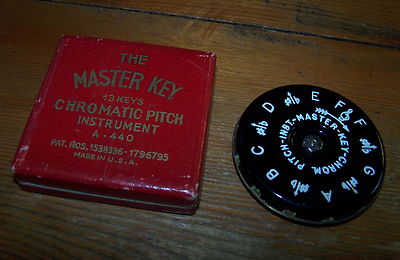 THE
MASTER KEY
13 KEYS
CHROMATIC PITCH
INSTRUMENT
A-440
PAT. NOS. 1538336-1796795
MADE IN U.S.A.
B C #/b D #/b E F #/b F G #/b A #/b
MASTER-KEY-CHROM. PITCH-INST-